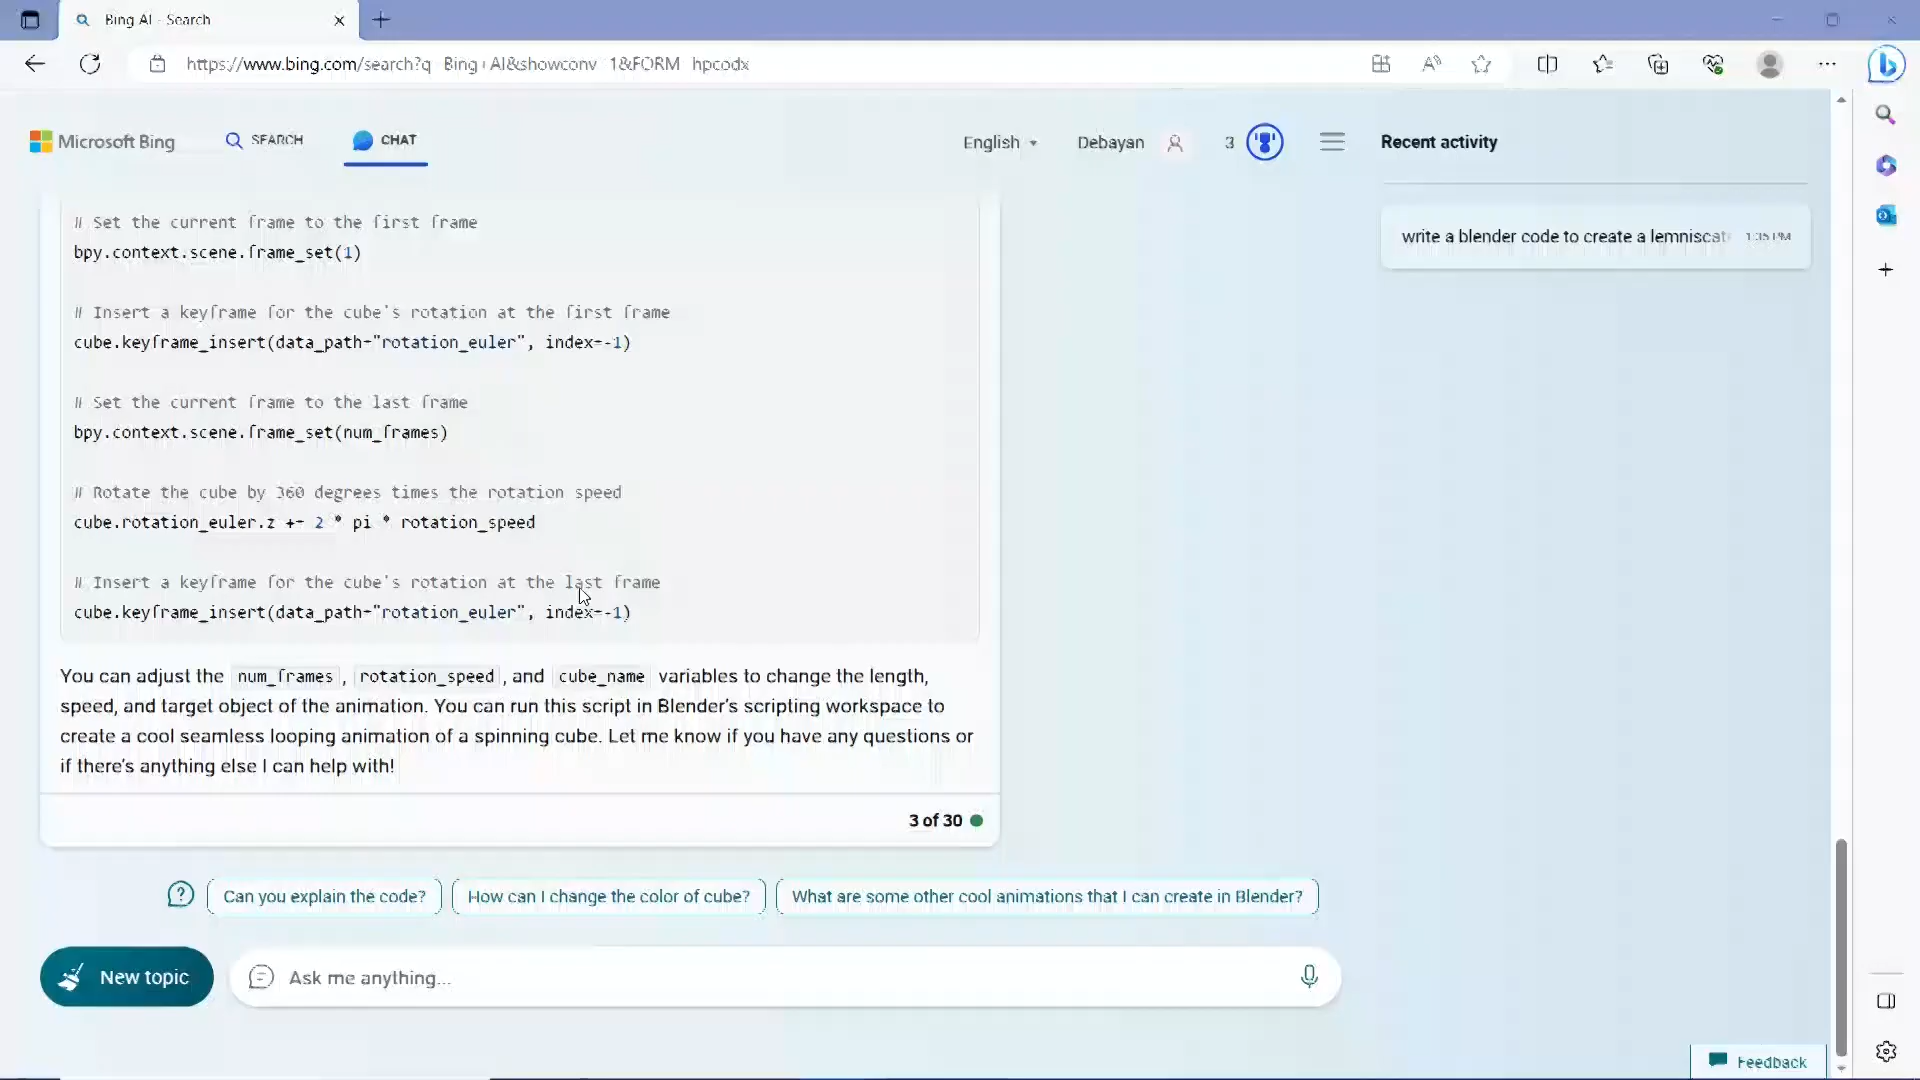 Bing AI - Search
https://www.bing.com/search?q Bing+AI&showconv 1&FORM hpcodx
Microsoft Bing
SEARCH
CHAT
English
Debayan
3
Recent activity
# Set the current frame to the first frame
bpy.context.scene.frame_set(1)
write a blender code to create a lemniscat 1:35 PM
# Insert a keyframe for the cube's rotation at the first frame
cube.keyframe_insert(data_path="rotation_euler", index=-1)
# Set the current frame to the last frame
bpy.context.scene.frame_set(num_frames)
# Rotate the cube by 360 degrees times the rotation speed
cube.rotation_euler.z += 2 * pi * rotation_speed
# Insert a keyframe for the cube's rotation at the last frame
cube.keyframe_insert(data_path="rotation_euler", index=-1)
You can adjust the num_frames, rotation_speed, and cube_name variables to change the length,
speed, and target object of the animation. You can run this script in Blender's scripting workspace to
create a cool seamless looping animation of a spinning cube. Let me know if you have any questions or
if there's anything else I can help with!
3 of 30
Can you explain the code?
How can I change the color of cube?
What are some other cool animations that I can create in Blender?
New topic
Ask me anything...
Feedback